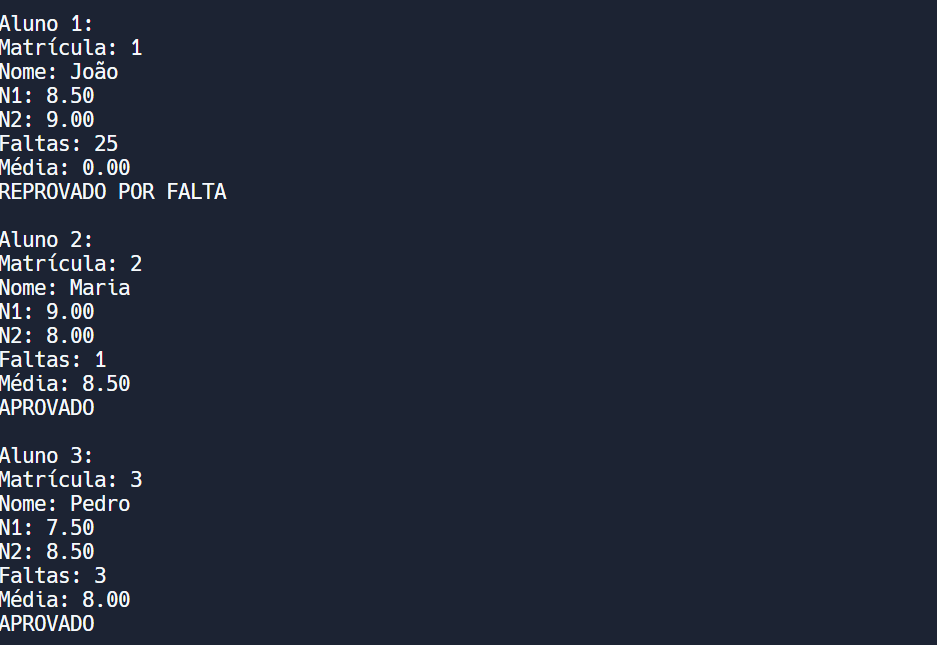 Aluno 1:
Matrícula: 1
Nome: João
N1: 8.50
N2: 9.00
Faltas: 25
Média: 0.00
REPROVADO POR FALTA
Aluno 2:
Matrícula: 2
Nome: Maria
N1: 9.00
N2: 8.00
Faltas: 1
Média: 8.50
APROVADO
Aluno 3:
Matrícula: 3
Nome: Pedro
N1: 7.50
N2: 8.50
Faltas: 3
Média: 8.00
APROVADO